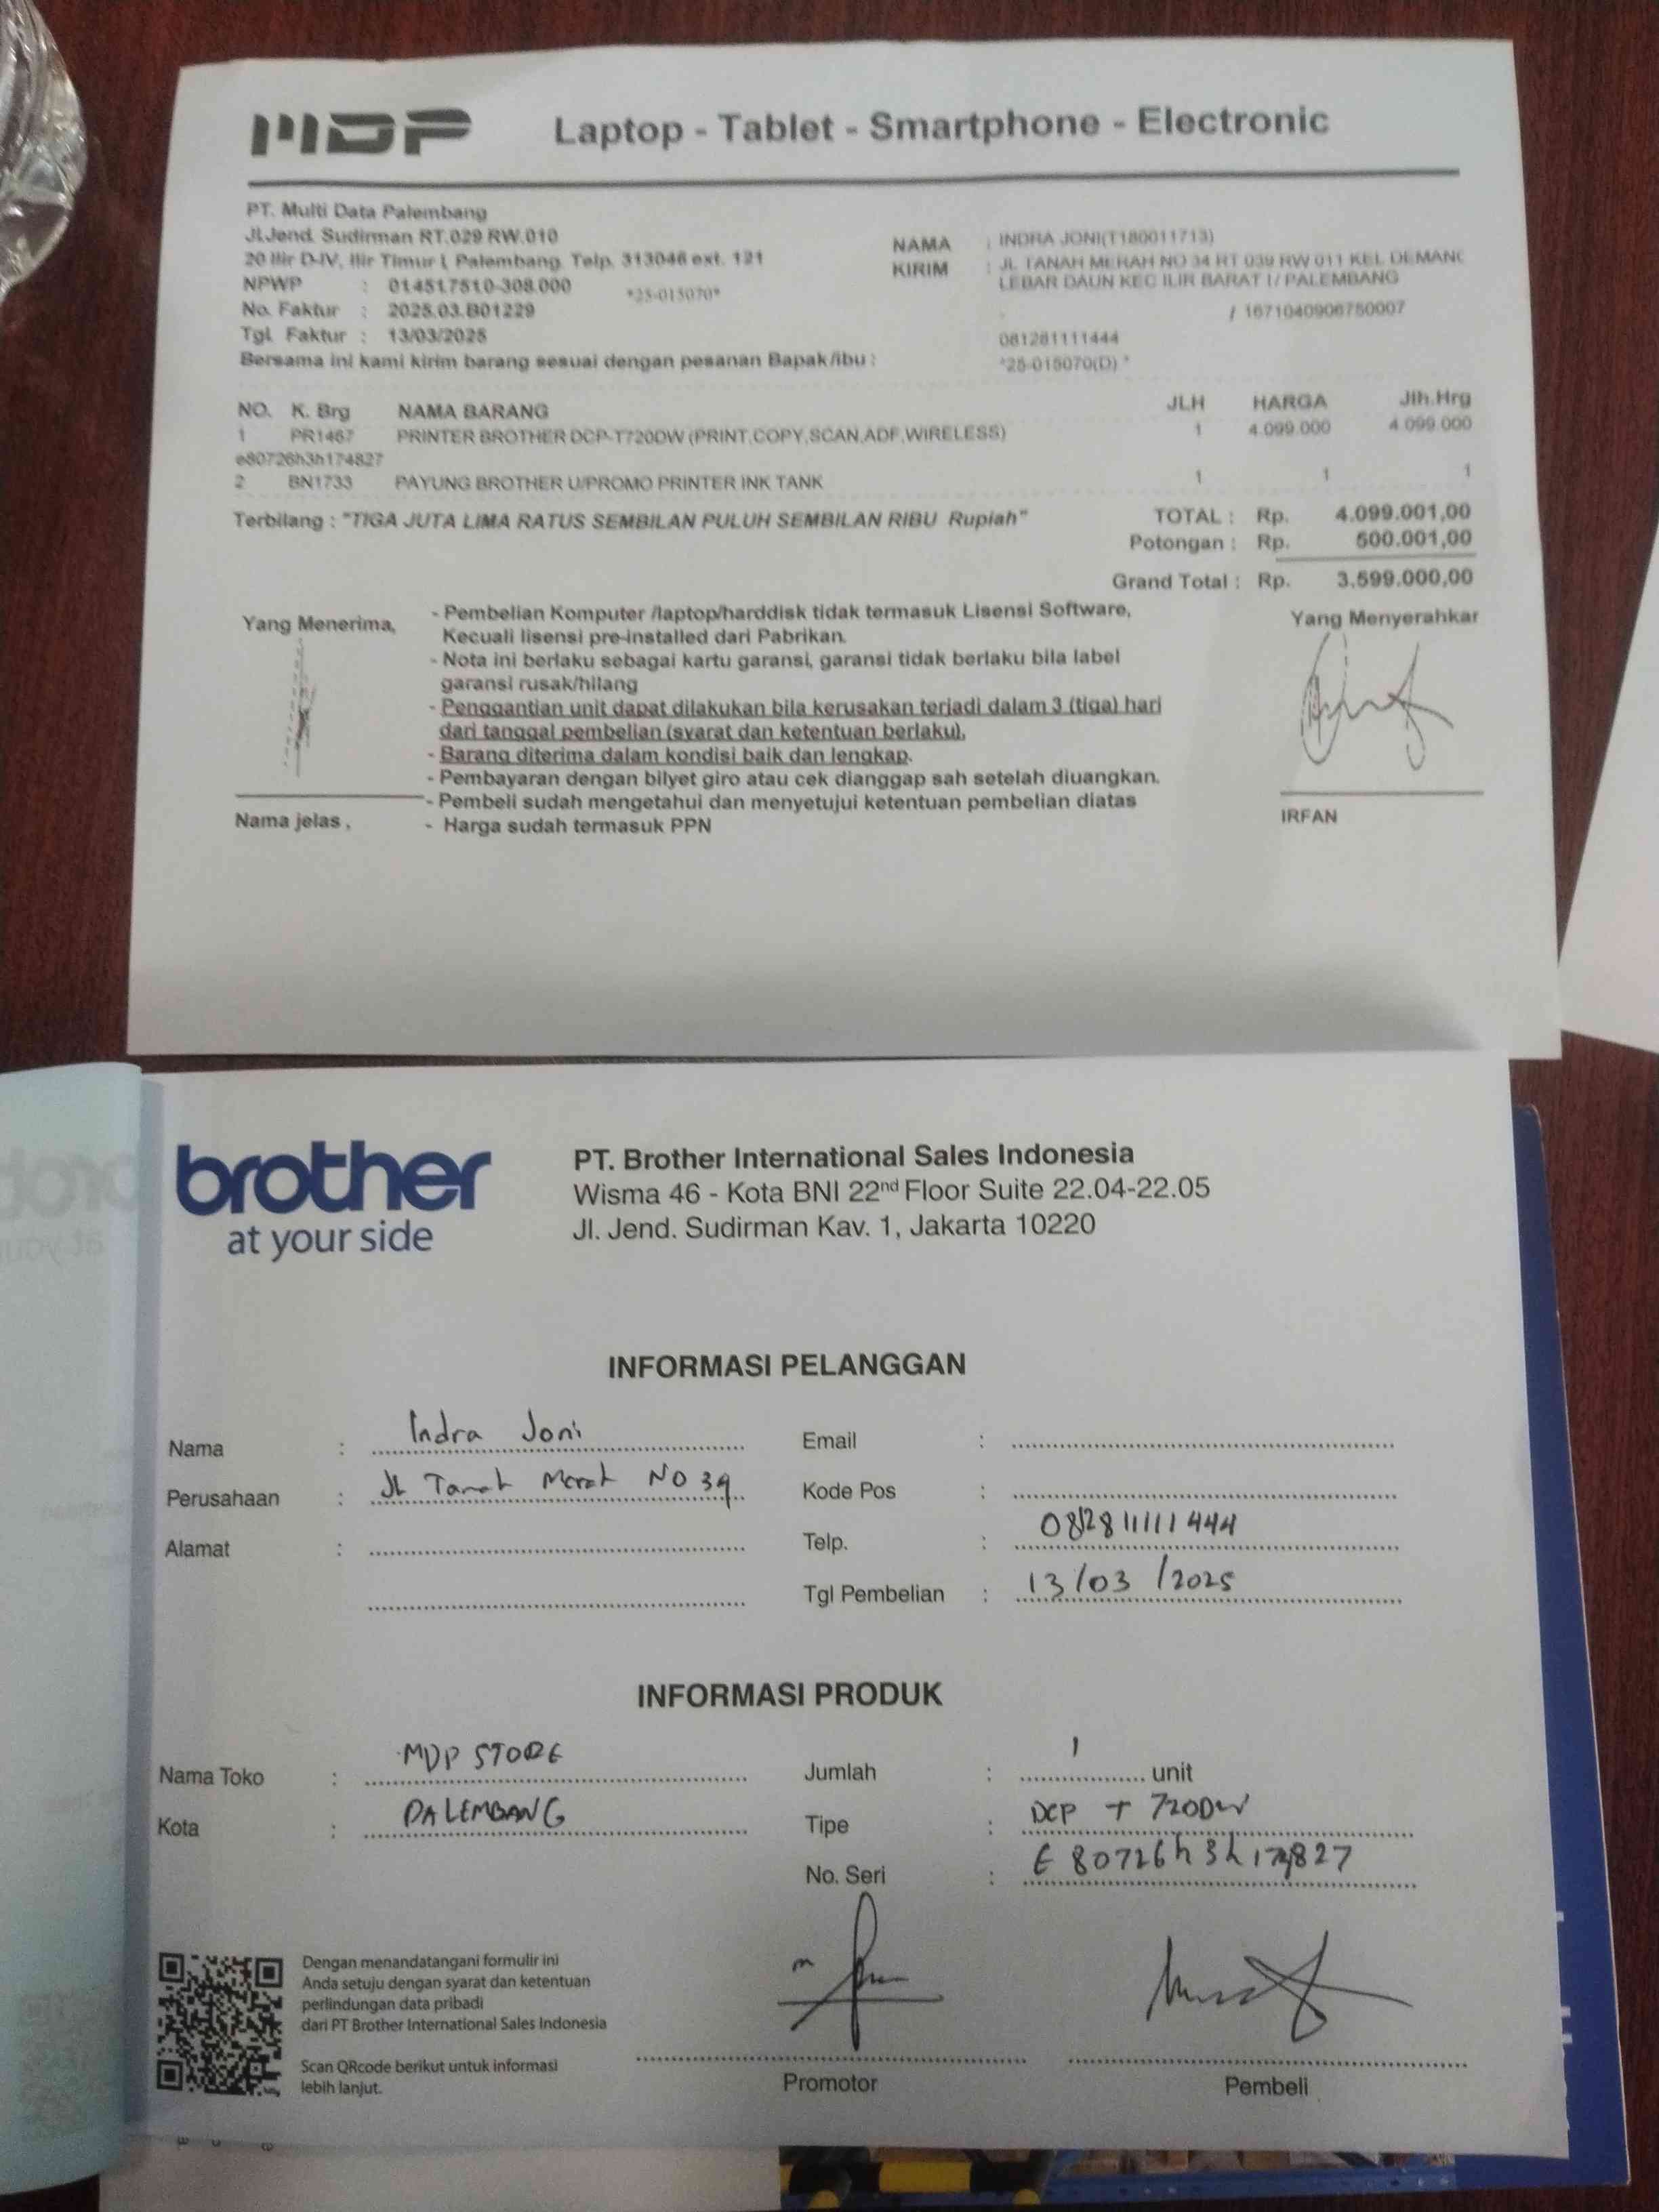 MDP Laptop - Tablet - Smartphone - Electronic
PT. Multi Data Palembang
Jl.Jend. Sudirman RT.029 RW.010
20 Ilir D-IV, Ilir Timur I, Palembang. Telp. 313046 ext. 121
NPWP : 014517510-308.000 *25-015070*
No. Faktur : 2025.03.B01229
Tgl. Faktur : 13/03/2025
Bersama ini kami kirim barang sesuai dengan pesanan Bapak/ibu :
NAMA : INDRA JONI(T180011713)
KIRIM : JL TANAH MERAH NO 34 RT 039 RW 011 KEL DEMANG
LEBAR DAUN KEC ILIR BARAT I/ PALEMBANG
/ 1671040906750007
081281111444
*25-015070(D) *
NO. K. Brg NAMA BARANG JLH HARGA Jlh.Hrg
1 PR1467 PRINTER BROTHER DCP-T720DW (PRINT,COPY,SCAN,ADF,WIRELESS) 1 4.099.000 4.099.000
e80726h3h174827
2 BN1733 PAYUNG BROTHER U/PROMO PRINTER INK TANK 1 1 1
Terbilang : "TIGA JUTA LIMA RATUS SEMBILAN PULUH SEMBILAN RIBU Rupiah"
TOTAL : Rp. 4.099.001,00
Potongan : Rp. 500.001,00
Grand Total : Rp. 3.599.000,00
Yang Menerima,
- Pembelian Komputer /laptop/harddisk tidak termasuk Lisensi Software,
Kecuali lisensi pre-installed dari Pabrikan.
- Nota ini berlaku sebagai kartu garansi, garansi tidak berlaku bila label
garansi rusak/hilang
- Penggantian unit dapat dilakukan bila kerusakan terjadi dalam 3 (tiga) hari
dari tanggal pembelian (syarat dan ketentuan berlaku).
- Barang diterima dalam kondisi baik dan lengkap.
- Pembayaran dengan bilyet giro atau cek dianggap sah setelah diuangkan.
- Pembeli sudah mengetahui dan menyetujui ketentuan pembelian diatas
- Harga sudah termasuk PPN
Nama jelas ,
Yang Menyerahkar
IRFAN
brother
at your side
PT. Brother International Sales Indonesia
Wisma 46 - Kota BNI 22nd Floor Suite 22.04-22.05
Jl. Jend. Sudirman Kav. 1, Jakarta 10220
INFORMASI PELANGGAN
Nama : Indra Joni
Perusahaan : Jl Tanah Merah NO 34
Alamat :
Email :
Kode Pos :
Telp. : 081281111444
Tgl Pembelian : 13/03/2025
INFORMASI PRODUK
Nama Toko : MDP STORE
Kota : PALEMBANG
Jumlah : 1 unit
Tipe : DCP T 720DW
No. Seri : E 80726h3h174827
Dengan menandatangani formulir ini
Anda setuju dengan syarat dan ketentuan
perlindungan data pribadi
dari PT Brother International Sales Indonesia
Scan QRcode berikut untuk informasi
lebih lanjut.
Promotor
Pembeli